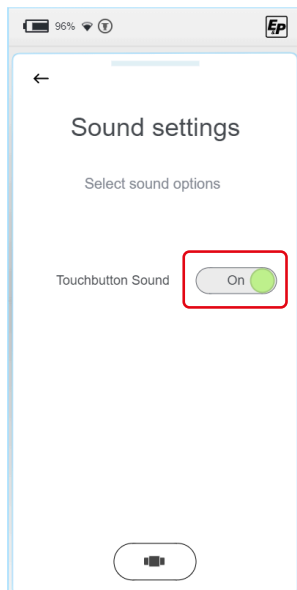 96%
EP
Sound settings
Select sound options
Touchbutton Sound
On